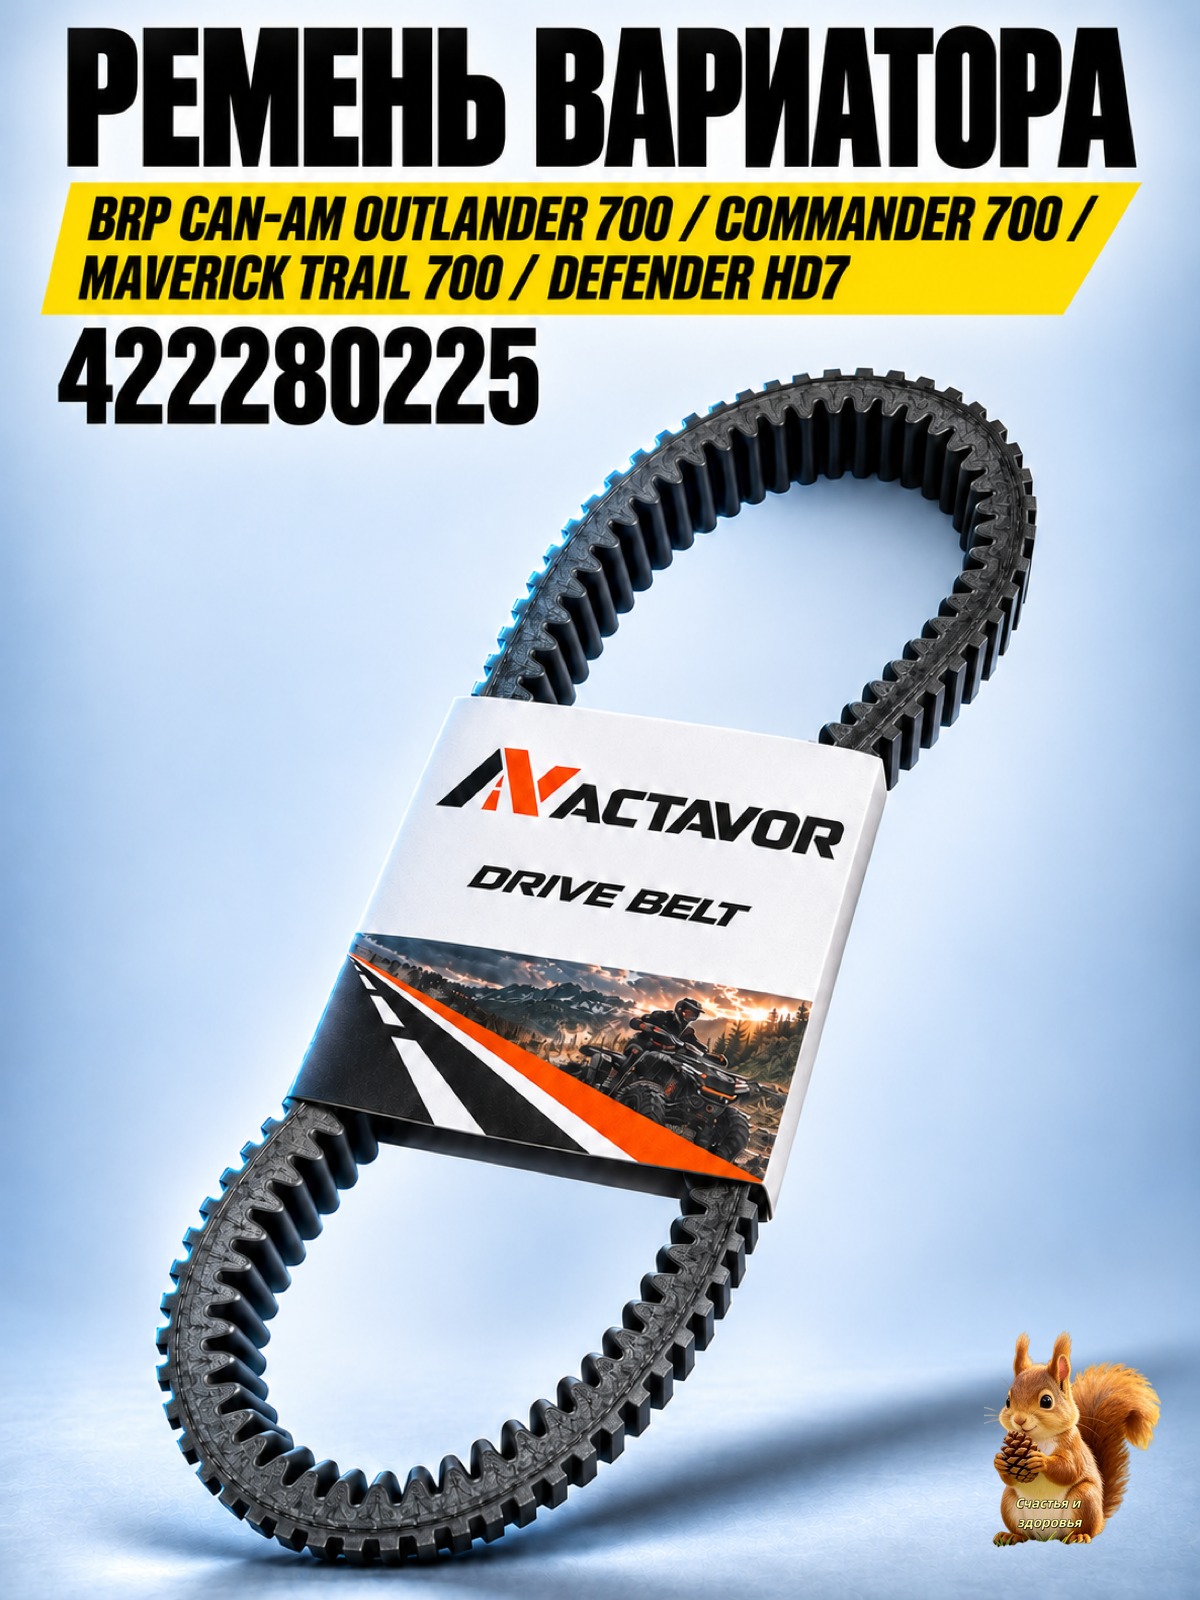 РЕМЕНЬ ВАРИАТОРА
BRP CAN-AM OUTLANDER 700 / COMMANDER 700 /
MAVERICK TRAIL 700 / DEFENDER HD7
422280225
ACTAVOR
DRIVE BELT
Счастья и
здоровья